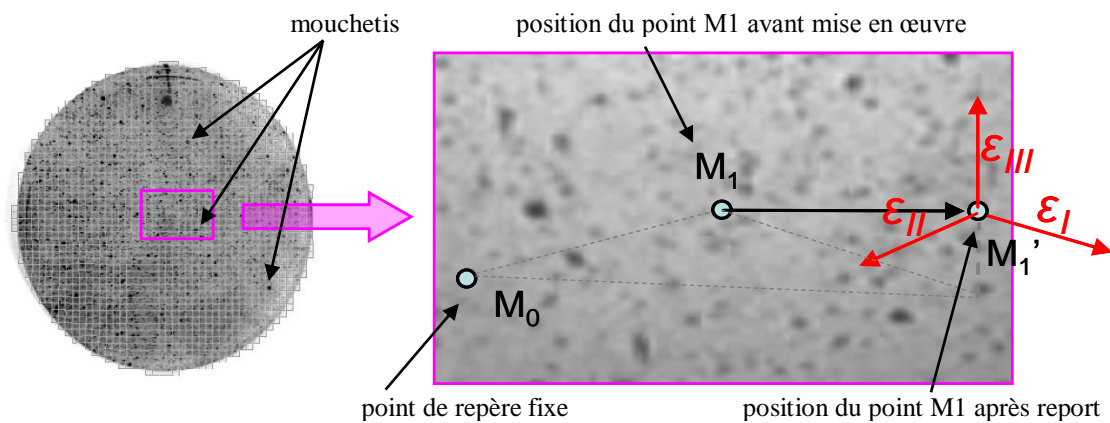 mouchetis
position du point M1 avant mise en œuvre
M1
εIII
εII
εI
M1’
M0
point de repère fixe
position du point M1 après report